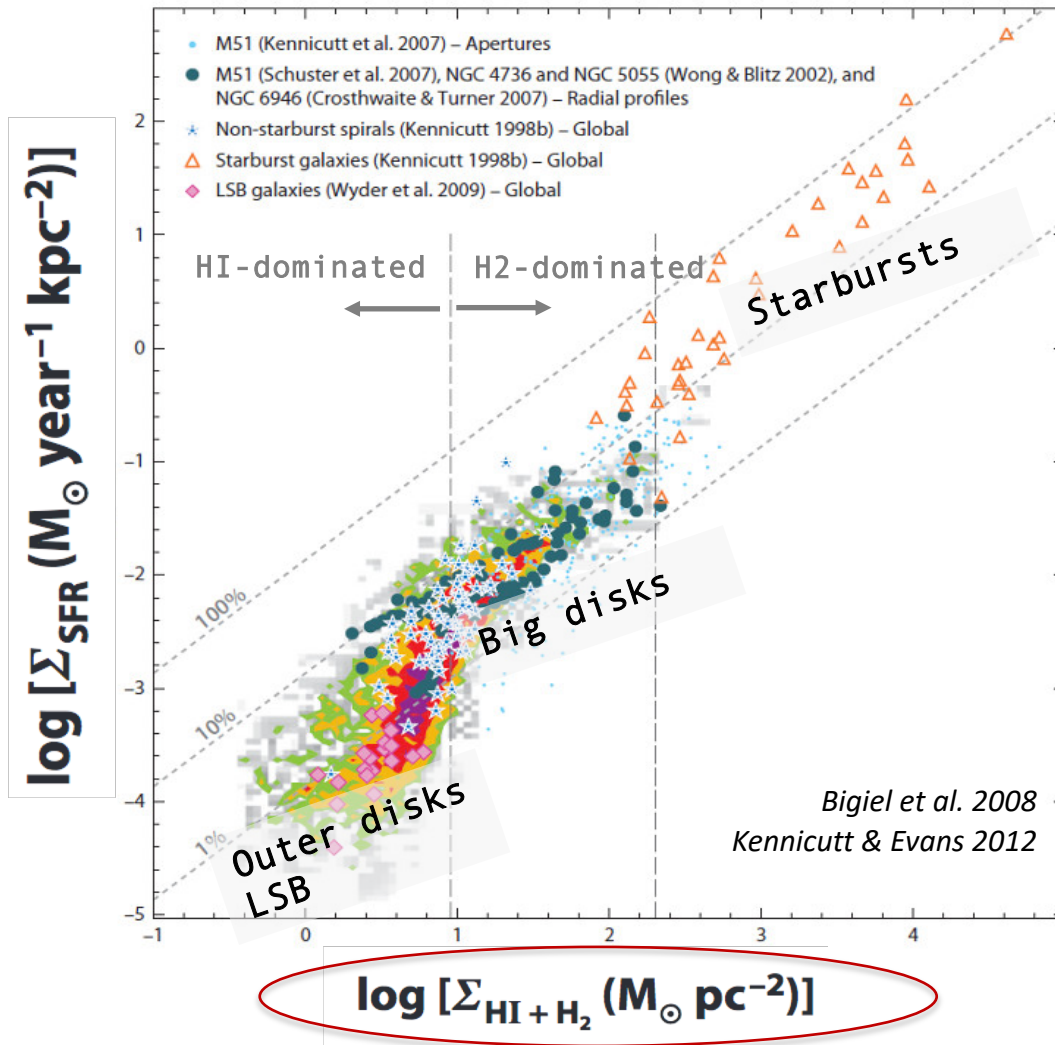 M51 (Kennicutt et al. 2007) – Apertures
M51 (Schuster et al. 2007), NGC 4736 and NGC 5055 (Wong & Blitz 2002), and
NGC 6946 (Crosthwaite & Turner 2007) – Radial profiles
Non-starburst spirals (Kennicutt 1998b) – Global
Starburst galaxies (Kennicutt 1998b) – Global
LSB galaxies (Wyder et al. 2009) – Global
HI-dominated
H2-dominated
Starbursts
Big disks
Outer disks
LSB
100%
10%
1%
Bigiel et al. 2008
Kennicutt & Evans 2012
log [Σ_SFR (M_⊙ year⁻¹ kpc⁻²)]
2
1
0
–1
–2
–3
–4
–5
-1
0
1
2
3
4
log [Σ_HI + H₂ (M_⊙ pc⁻²)]